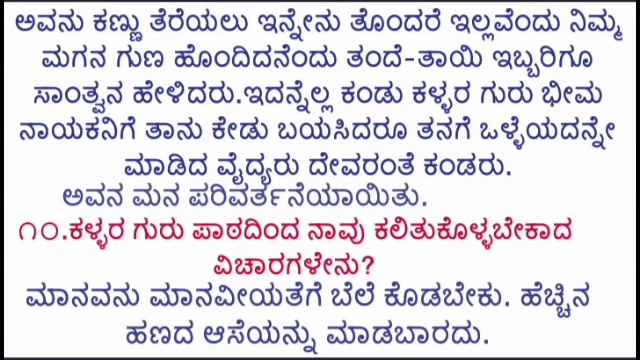 ಅವನು ಕಣ್ಣು ತೆರೆಯಲು ಇನ್ನೇನು ತೊಂದರೆ ಇಲ್ಲವೆಂದು ನಿಮ್ಮ
ಮಗನ ಗುಣ ಹೊಂದಿದನೆಂದು ತಂದೆ-ತಾಯಿ ಇಬ್ಬರಿಗೂ
ಸಾಂತ್ವನ ಹೇಳಿದರು.ಇದನ್ನೆಲ್ಲ ಕಂಡು ಕಳ್ಳರ ಗುರು ಭೀಮ
ನಾಯಕನಿಗೆ ತಾನು ಕೇಡು ಬಯಸಿದರೂ ತನಗೆ ಒಳ್ಳೆಯದನ್ನೇ
ಮಾಡಿದ ವೈದ್ಯರು ದೇವರಂತೆ ಕಂಡರು.
ಅವನ ಮನ ಪರಿವರ್ತನೆಯಾಯಿತು.
೧೦.ಕಳ್ಳರ ಗುರು ಪಾಠದಿಂದ ನಾವು ಕಲಿತುಕೊಳ್ಳಬೇಕಾದ
ವಿಚಾರಗಳೇನು?
ಮಾನವನು ಮಾನವೀಯತೆಗೆ ಬೆಲೆ ಕೊಡಬೇಕು. ಹೆಚ್ಚಿನ
ಹಣದ ಆಸೆಯನ್ನು ಮಾಡಬಾರದು.